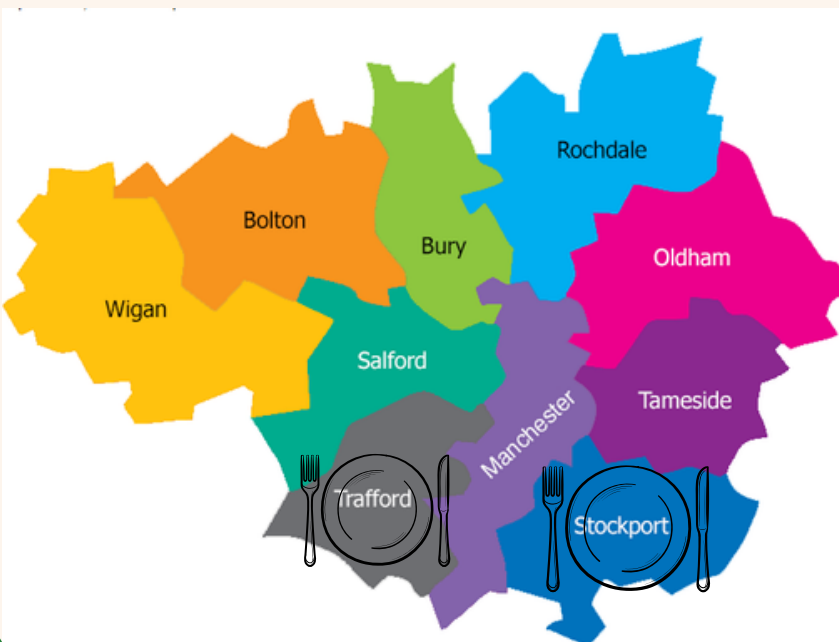 Rochdale
Bolton
Bury
Oldham
Wigan
Salford
Tameside
Manchester
Trafford
Stockport